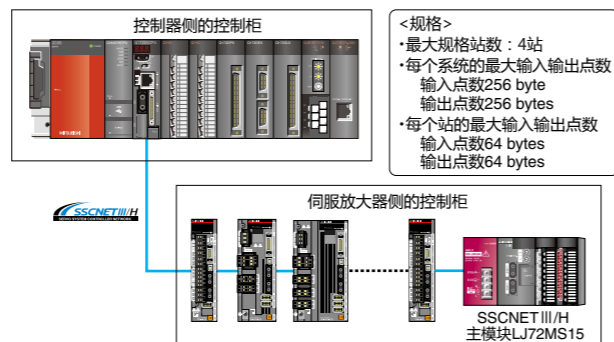 控制器侧的控制柜
<规格>
•最大规格站数：4站
•每个系统的最大输入输出点数
输入点数256 byte
输出点数256 bytes
•每个站的最大输入输出点数
输入点数64 bytes
输出点数64 bytes
SSCNETⅢ/H
SERVO SYSTEM CONTROLLER NETWORK
伺服放大器侧的控制柜
SSCNETⅢ/H
主模块LJ72MS15